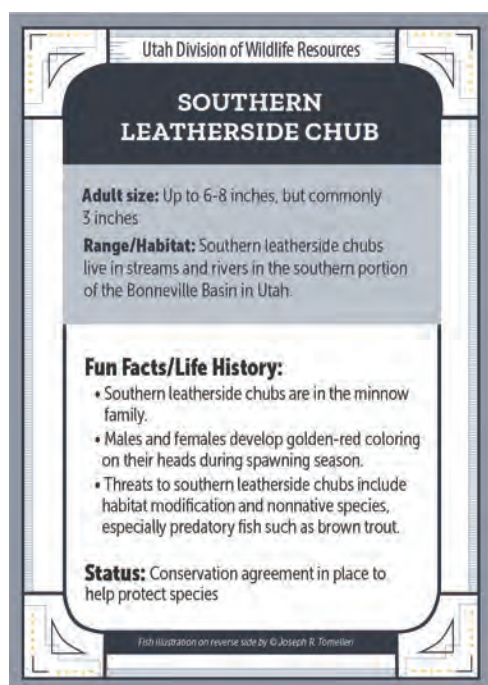 Utah Division of Wildlife Resources
SOUTHERN
LEATHERSIDE CHUB
Adult size: Up to 6-8 inches, but commonly
3 inches
Range/Habitat: Southern leatherside chubs
live in streams and rivers in the southern portion
of the Bonneville Basin in Utah.
Fun Facts/Life History:
• Southern leatherside chubs are in the minnow
family.
• Males and females develop golden-red coloring
on their heads during spawning season.
• Threats to southern leatherside chubs include
habitat modification and nonnative species,
especially predatory fish such as brown trout.
Status: Conservation agreement in place to
help protect species
Fish illustration on reverse side by © Joseph R. Tomelleri